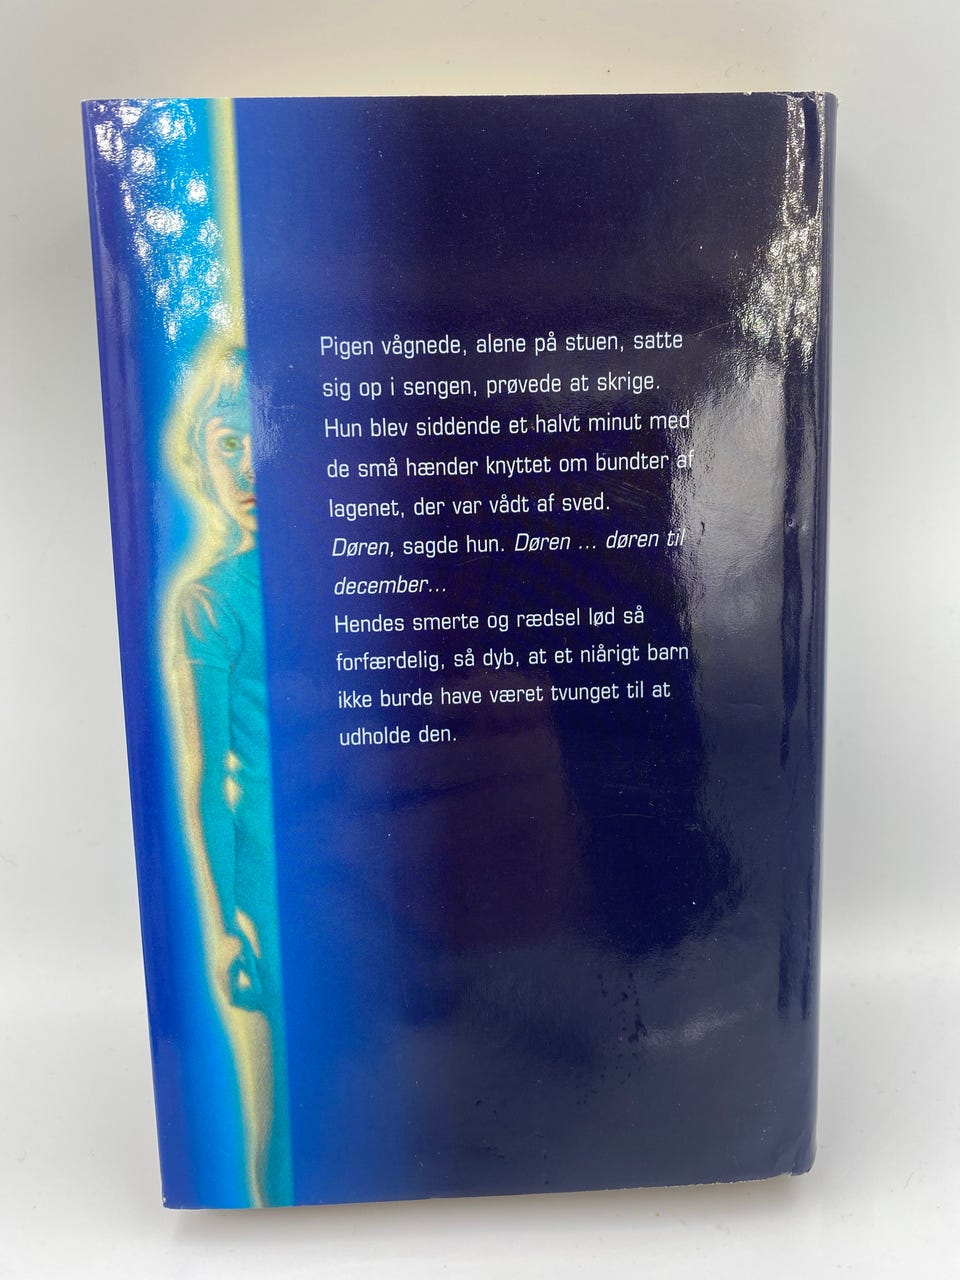 Pigen vågnede, alene på stuen, satte
sig op i sengen, prøvede at skrige.
Hun blev siddende et halvt minut med
de små hænder knyttet om bundter af
lagenet, der var vådt af sved.
Døren, sagde hun. Døren ... døren til
december...
Hendes smerte og rædsel lød så
forfærdelig, så dyb, at et niårigt barn
ikke burde have været tvunget til at
udholde den.